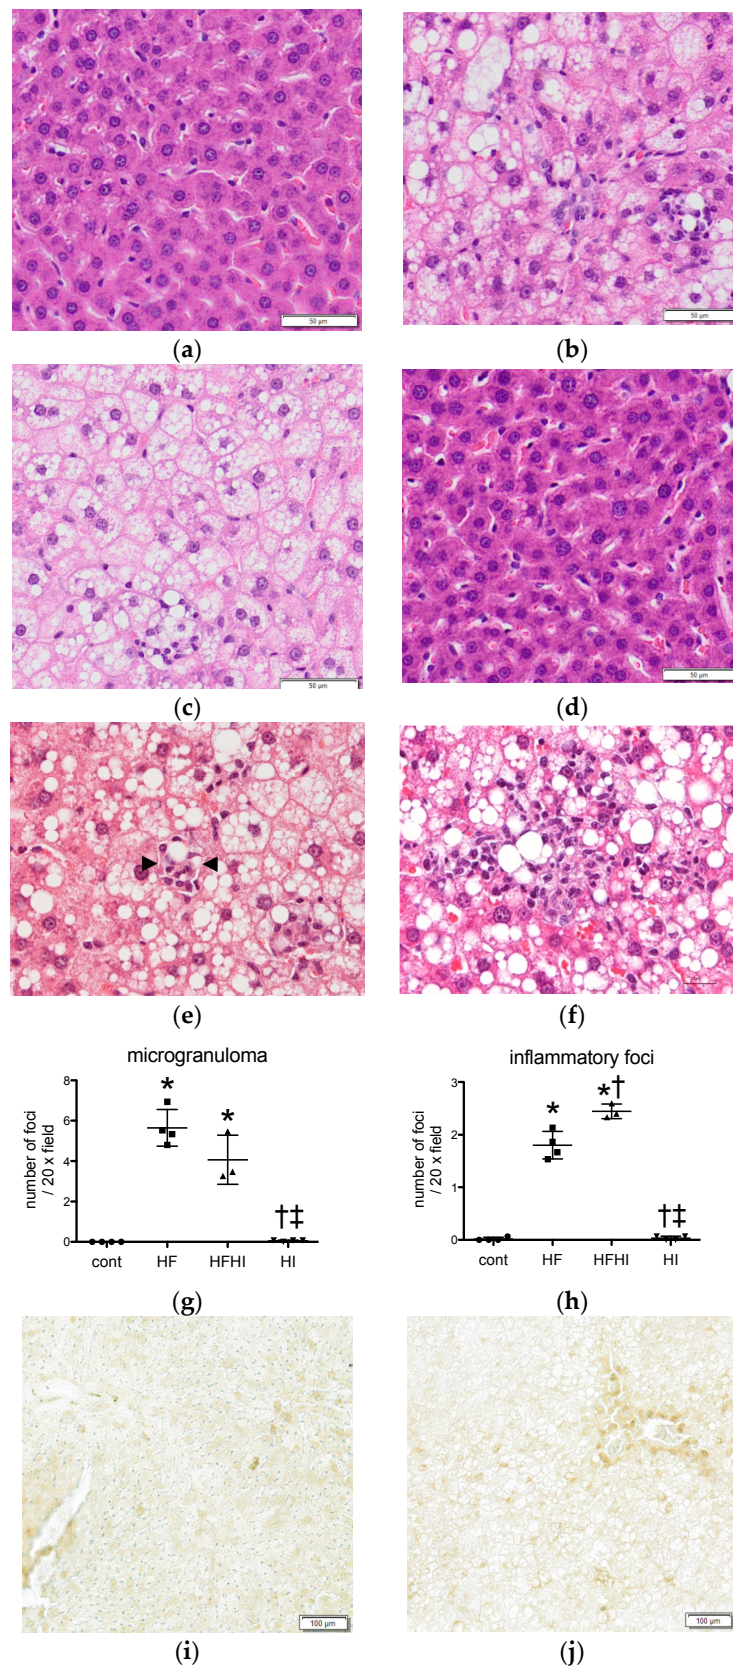 50 µm
50 µm
(a)
(b)
50 µm
50 µm
(c)
(d)
(e)
(f)
microgranuloma
number of foci
/ 20 x field
8
6
4
2
0
*
*
†‡
cont HF HFHI HI
(g)
inflammatory foci
number of foci
/ 20 x field
3
2
1
0
*
*†
†‡
cont HF HFHI HI
(h)
100 µm
100 µm
(i)
(j)